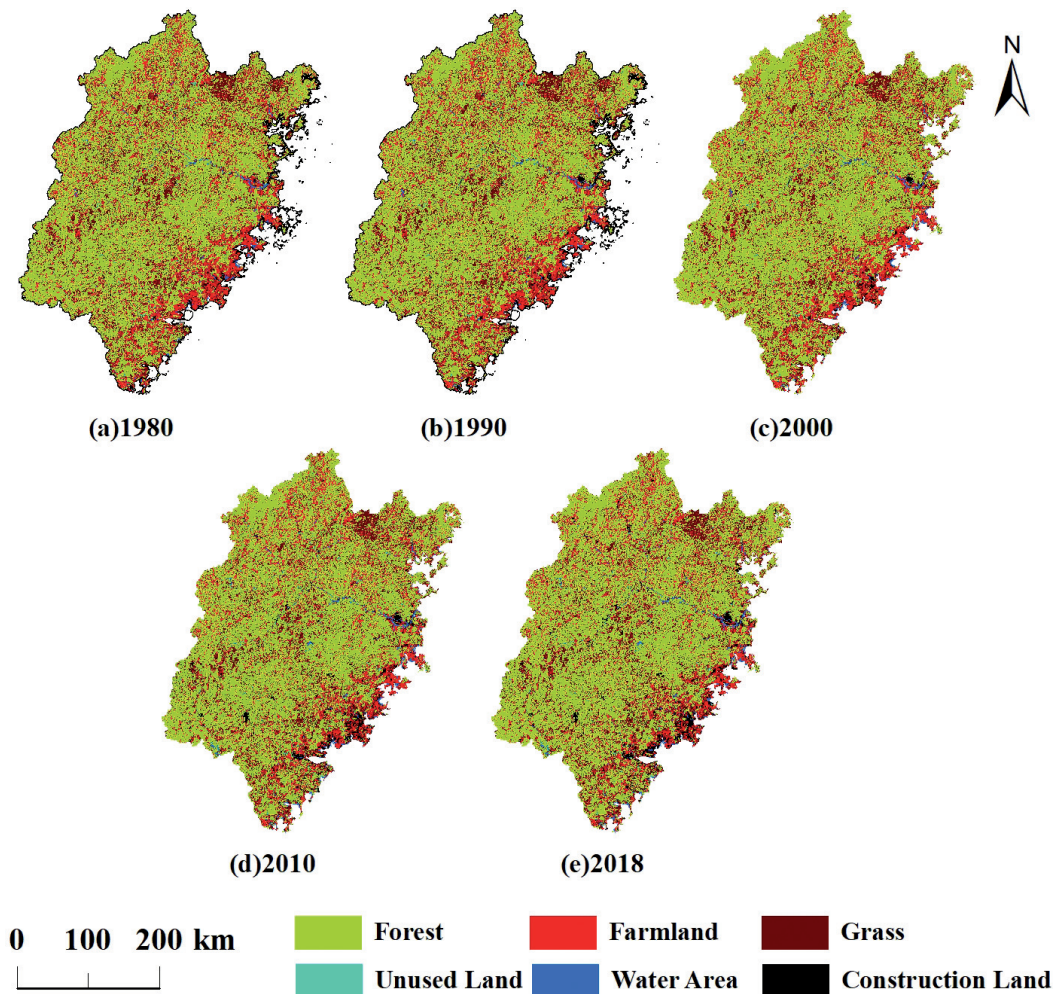 N
(a)1980
(b)1990
(c)2000
(d)2010
(e)2018
0 100 200 km
Forest
Farmland
Grass
Unused Land
Water Area
Construction Land